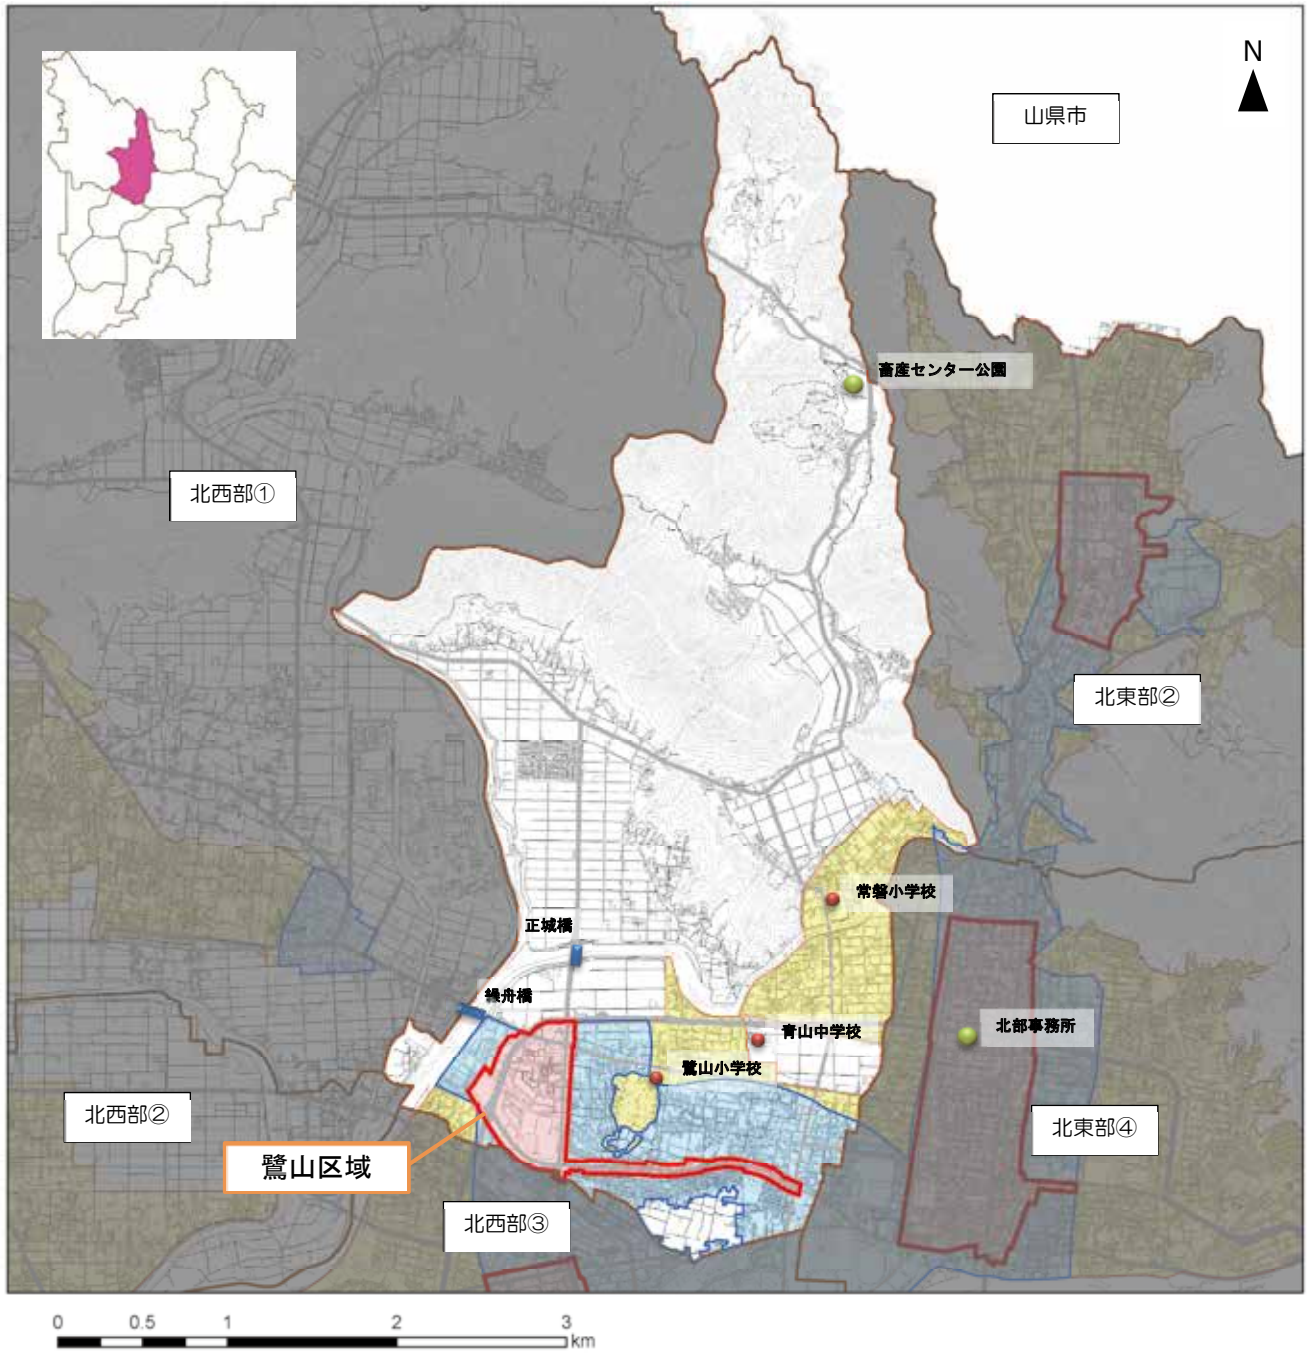 N
山県市
畜産センター公園
北西部①
北東部②
常磐小学校
正城橋
繰舟橋
北部事務所
青山中学校
鷺山小学校
北西部②
北東部④
鷺山区域
北西部③
0 0.5 1 2 3
km